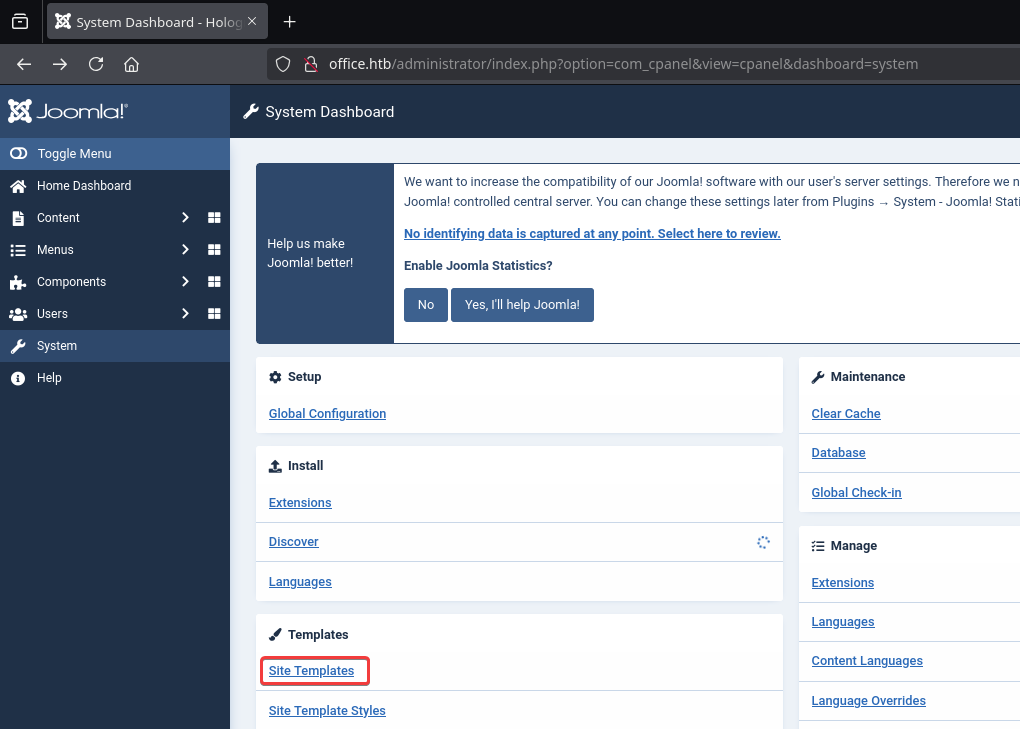 System Dashboard - Holog
office.htb/administrator/index.php?option=com_cpanel&view=cpanel&dashboard=system
Joomla!®
System Dashboard
Toggle Menu
Home Dashboard
Content
Menus
Components
Users
System
Help
Help us make
Joomla! better!
We want to increase the compatibility of our Joomla! software with our user's server settings. Therefore we n
Joomla! controlled central server. You can change these settings later from Plugins → System - Joomla! Stati
No identifying data is captured at any point. Select here to review.
Enable Joomla Statistics?
No
Yes, I'll help Joomla!
Setup
Global Configuration
Install
Extensions
Discover
Languages
Templates
Site Templates
Site Template Styles
Maintenance
Clear Cache
Database
Global Check-in
Manage
Extensions
Languages
Content Languages
Language Overrides